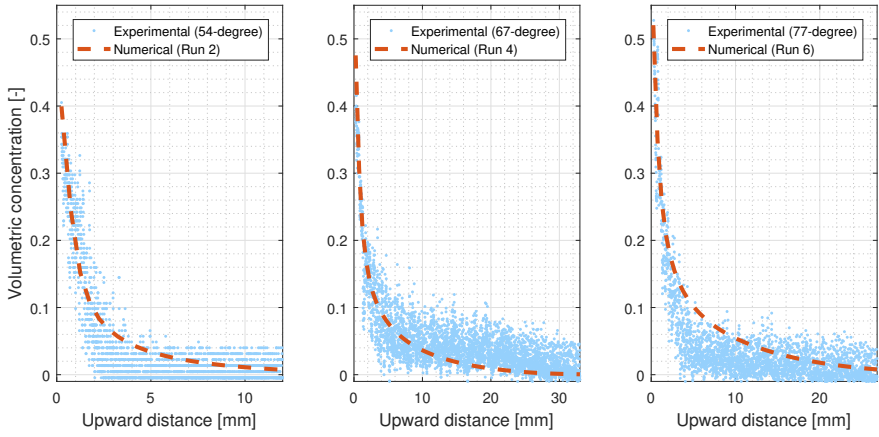 Volumetric concentration [-]
0.5
0.4
0.3
0.2
0.1
0
Experimental (54-degree)
Numerical (Run 2)
0 5 10
Upward distance [mm]
0.5
0.4
0.3
0.2
0.1
0
Experimental (67-degree)
Numerical (Run 4)
0 10 20 30
Upward distance [mm]
0.5
0.4
0.3
0.2
0.1
0
Experimental (77-degree)
Numerical (Run 6)
0 10 20
Upward distance [mm]